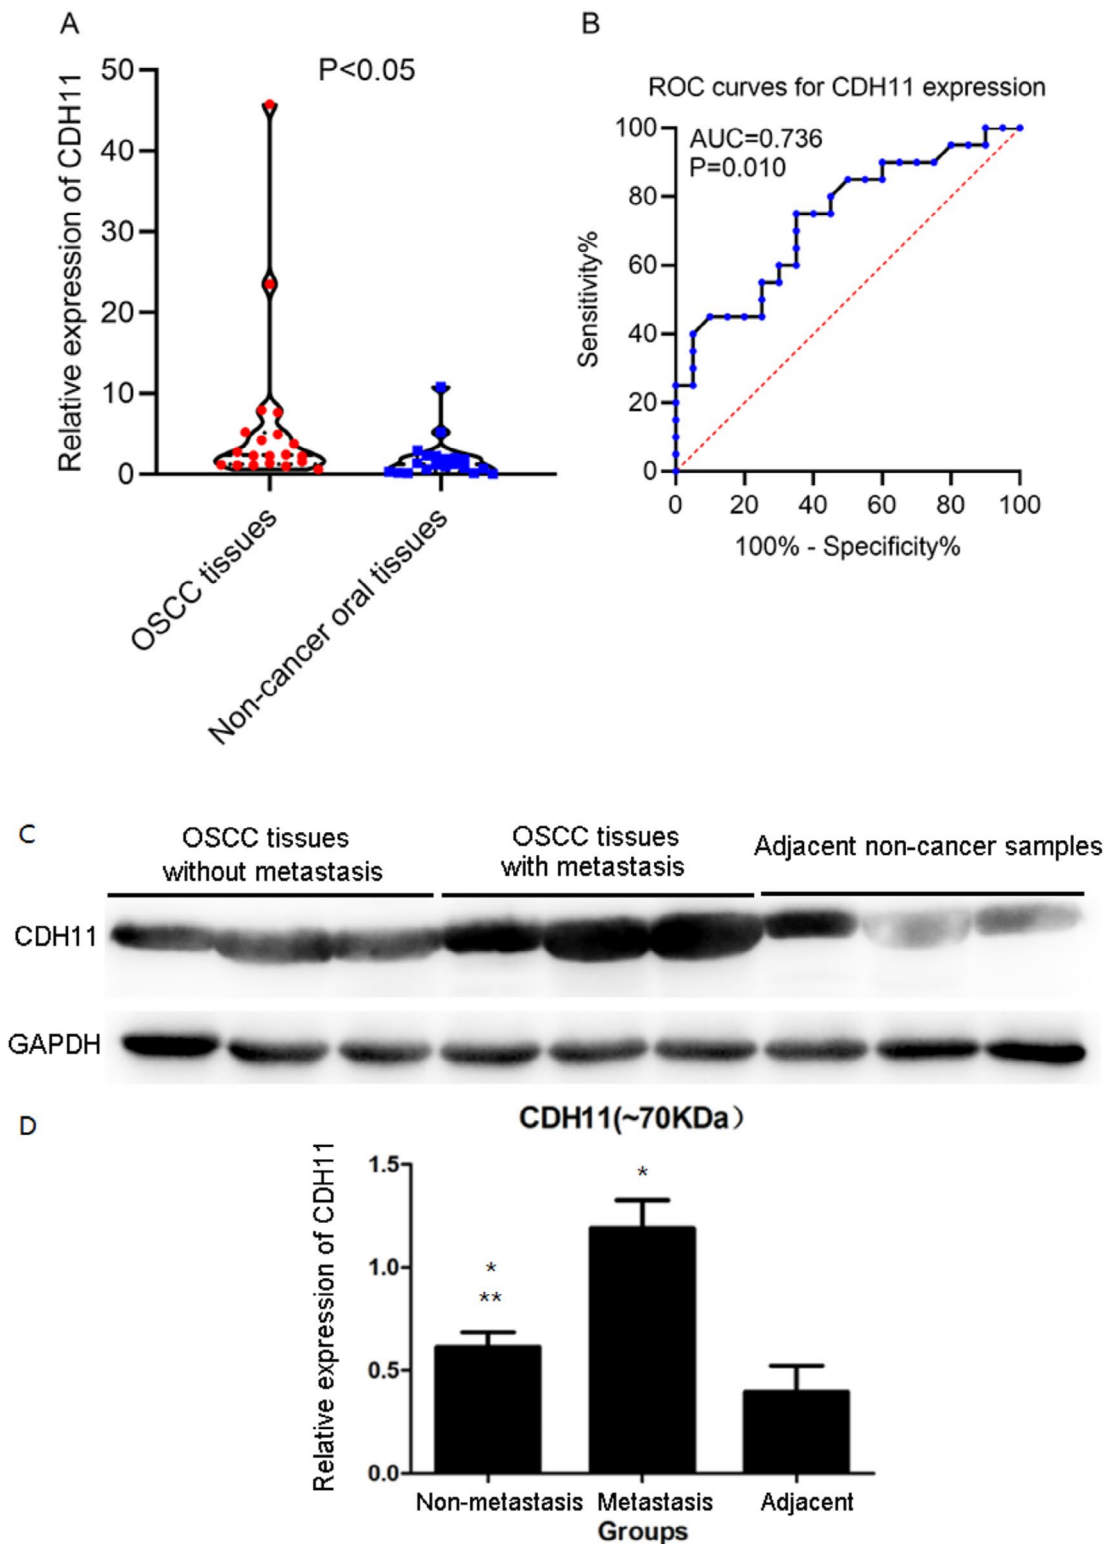 A
P<0.05
Relative expression of CDH11
50
40
30
20
10
0
OSCC tissues
Non-cancer oral tissues
B
ROC curves for CDH11 expression
AUC=0.736
P=0.010
Sensitivity%
100
80
60
40
20
0
0 20 40 60 80 100
100% - Specificity%
C
OSCC tissues
without metastasis
OSCC tissues
with metastasis
Adjacent non-cancer samples
CDH11
GAPDH
D
CDH11(~70KDa）
Relative expression of CDH11
1.5
1.0
0.5
0.0
*
**
*
Non-metastasis Metastasis Adjacent
Groups